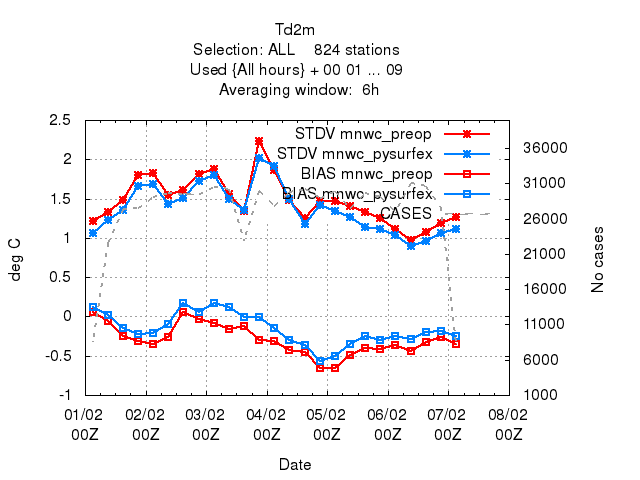 Td2m
Selection: ALL    824 stations
Used {All hours} + 00 01 ... 09
Averaging window:  6h
STDV mnwc_preop
STDV mnwc_pysurfex
BIAS mnwc_preop
BIAS mnwc_pysurfex
CASES
2.5
2
1.5
1
0.5
0
-0.5
-1
deg C
36000
31000
26000
21000
16000
11000
6000
1000
No cases
01/02 02/02 03/02 04/02 05/02 06/02 07/02 08/02
00Z 00Z 00Z 00Z 00Z 00Z 00Z 00Z
Date